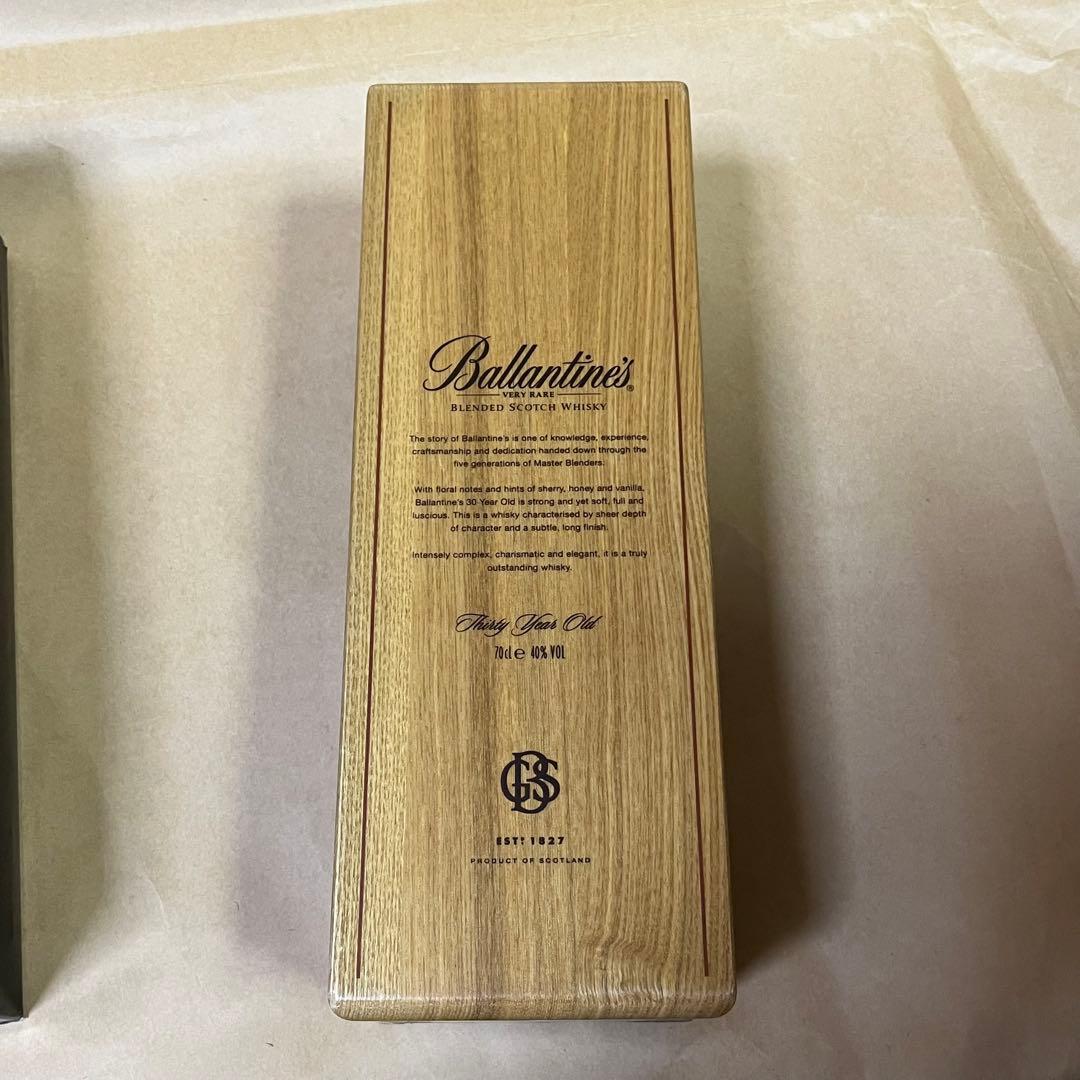 Ballantine's®
VERY RARE
BLENDED SCOTCH WHISKY
The story of Ballantine's is one of knowledge, experience,
craftsmanship and dedication handed down through the
five generations of Master Blenders.
With floral notes and hints of sherry, honey and vanilla,
Ballantine's 30 Year Old is strong and yet soft, full and
luscious. This is a whisky characterised by sheer depth
of character and a subtle, long finish.
Intensely complex, charismatic and elegant, it is a truly
outstanding whisky.
Thirty Year Old
70cl ℮ 40% VOL
GBS
ESTD 1827
PRODUCT OF SCOTLAND